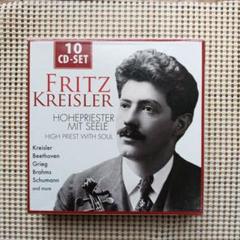 10
CD-SET
FRITZ
KREISLER
HOHEPRIESTER
MIT SEELE
HIGH PRIEST WITH SOUL
Kreisler
Beethoven
Grieg
Brahms
Schumann
and more